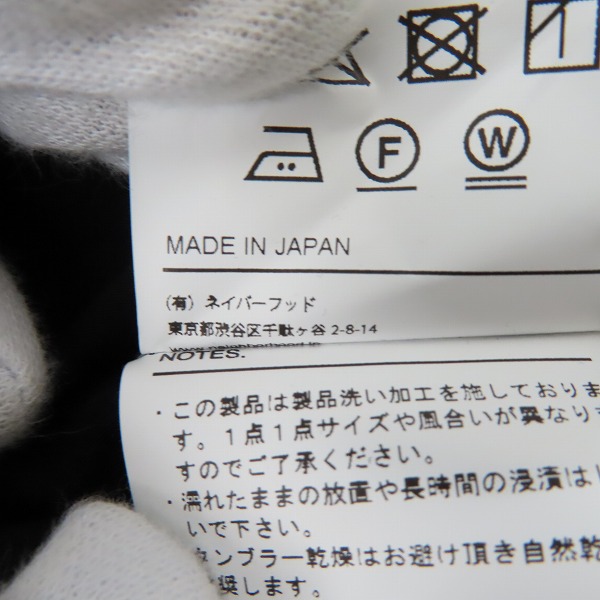 F
W
MADE IN JAPAN
(有) ネイバーフッド
東京都渋谷区千駄ヶ谷 2-8-14
www.neighborhood.jp
NOTES.
・この製品は製品洗い加工を施しておりま
す。1点1点サイズや風合いが異なりま
すのでご了承ください。
・濡れたままの放置や長時間の浸漬は
いで下さい。
タンブラー乾燥はお避け頂き自然乾
奨します。